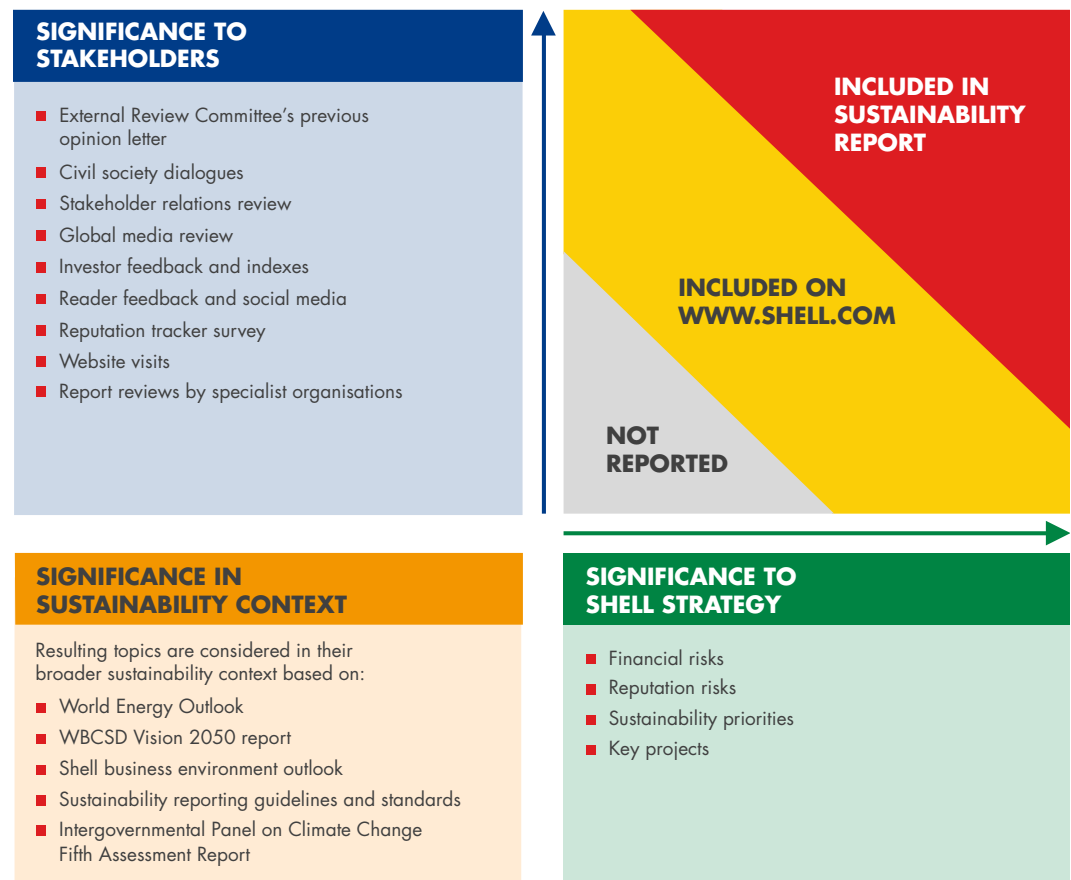 SIGNIFICANCE TO
STAKEHOLDERS
External Review Committee's previous
opinion letter
Civil society dialogues
Stakeholder relations review
Global media review
Investor feedback and indexes
Reader feedback and social media
Reputation tracker survey
Website visits
Report reviews by specialist organisations
INCLUDED IN
SUSTAINABILITY
REPORT
INCLUDED ON
WWW.SHELL.COM
NOT
REPORTED
SIGNIFICANCE IN
SUSTAINABILITY CONTEXT
Resulting topics are considered in their
broader sustainability context based on:
World Energy Outlook
WBCSD Vision 2050 report
Shell business environment outlook
Sustainability reporting guidelines and standards
Intergovernmental Panel on Climate Change
Fifth Assessment Report
SIGNIFICANCE TO
SHELL STRATEGY
Financial risks
Reputation risks
Sustainability priorities
Key projects